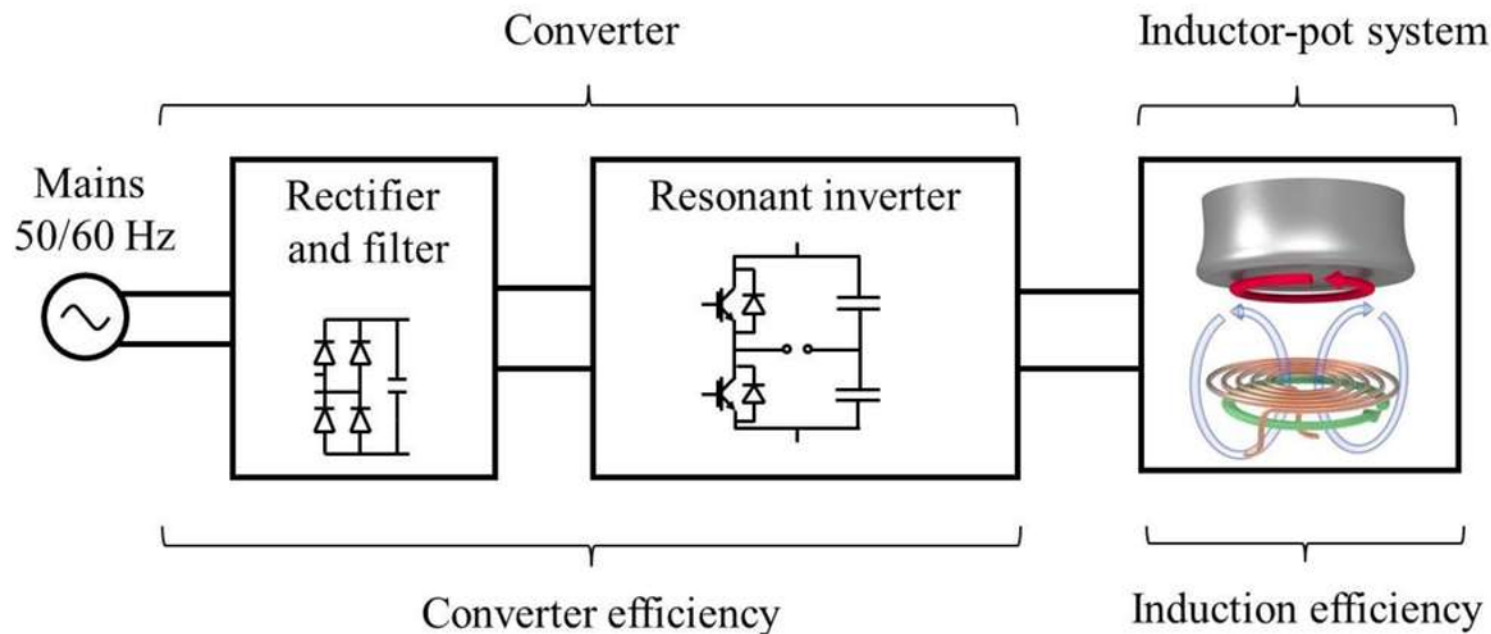 Converter
Inductor-pot system
Mains
50/60 Hz
Rectifier
and filter
Resonant inverter
Converter efficiency
Induction efficiency